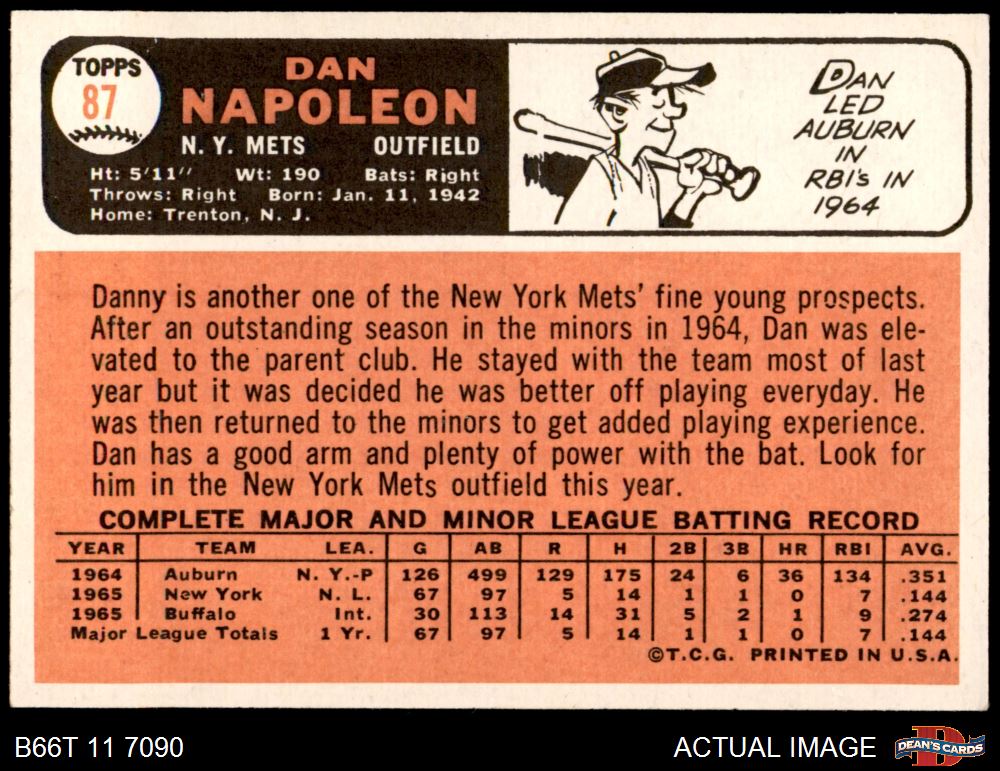 TOPPS
87
DAN
NAPOLEON
N. Y. METS OUTFIELD
Ht: 5'11" Wt: 190 Bats: Right
Throws: Right Born: Jan. 11, 1942
Home: Trenton, N. J.
DAN
LED
AUBURN
IN
RBI's IN
1964
Danny is another one of the New York Mets' fine young prospects.
After an outstanding season in the minors in 1964, Dan was ele-
vated to the parent club. He stayed with the team most of last
year but it was decided he was better off playing everyday. He
was then returned to the minors to get added playing experience.
Dan has a good arm and plenty of power with the bat. Look for
him in the New York Mets outfield this year.
COMPLETE MAJOR AND MINOR LEAGUE BATTING RECORD
YEAR TEAM LEA. G AB R H 2B 3B HR RBI AVG.
1964 Auburn N. Y.-P 126 499 129 175 24 6 36 134 .351
1965 New York N. L. 67 97 5 14 1 1 0 7 .144
1965 Buffalo Int. 30 113 14 31 5 2 1 9 .274
Major League Totals 1 Yr. 67 97 5 14 1 1 0 7 .144
©T.C.G. PRINTED IN U.S.A.
B66T 11 7090 ACTUAL IMAGE DEAN'S CARDS